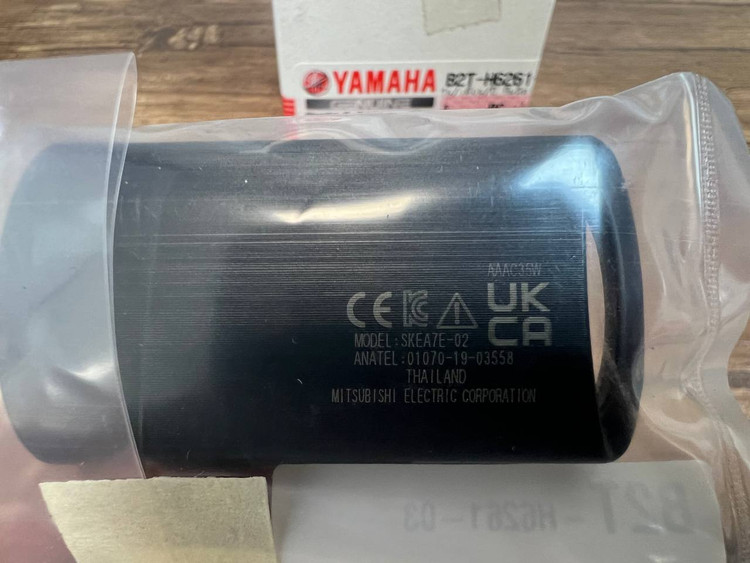 YAMAHA B2T-H6261
GENUINE
AAAC35W
CE UK
CA
MODEL:SKEA7E-02
ANATEL:01070-19-03558
THAILAND
MITSUBISHI ELECTRIC CORPORATION
B2T-H6261-03